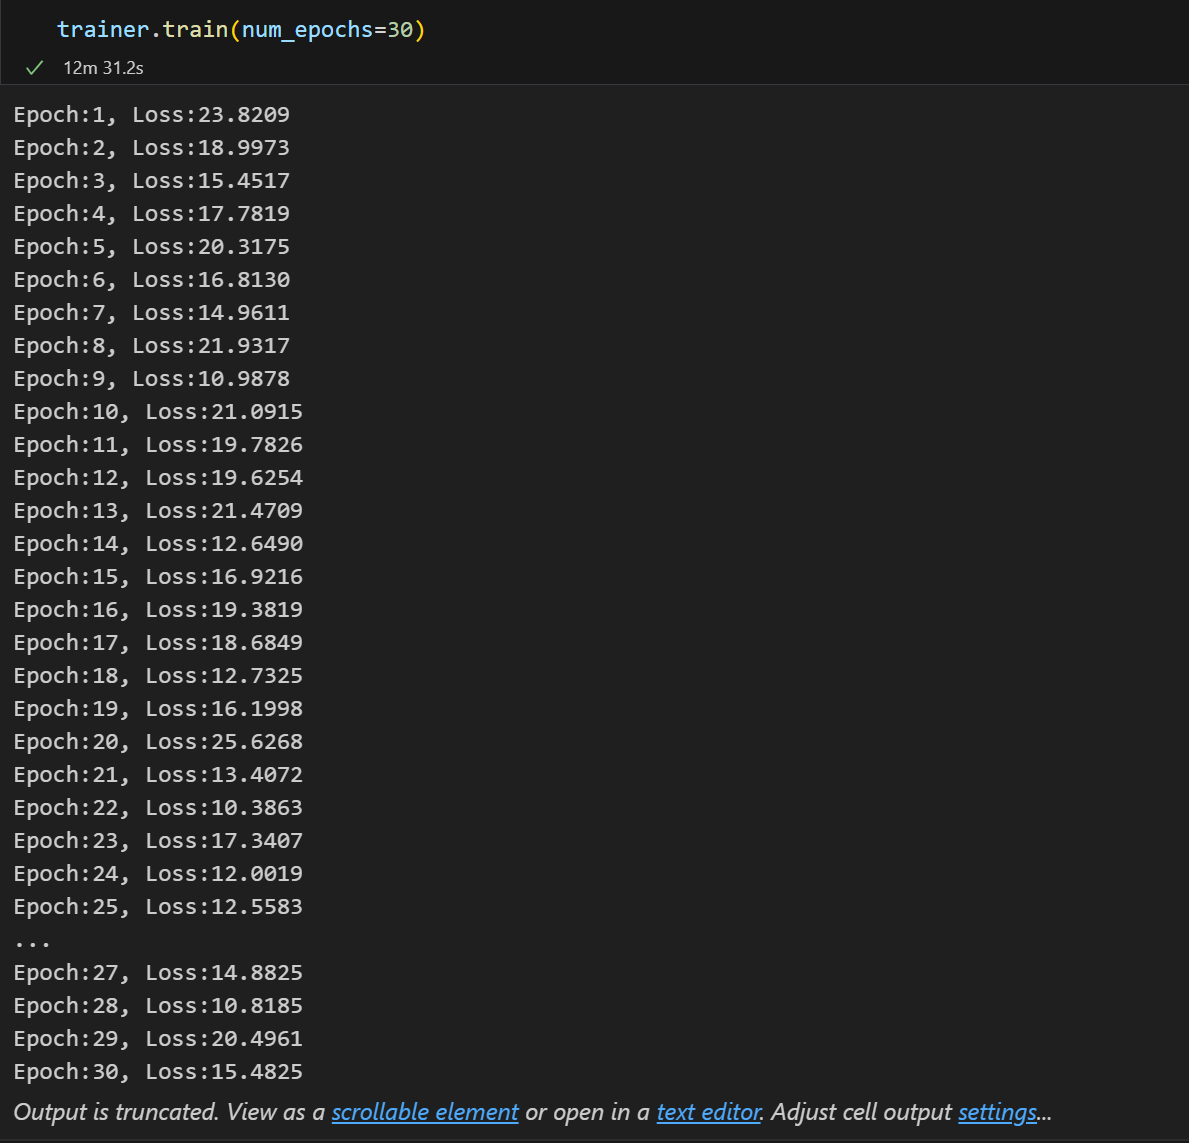 trainer.train(num_epochs=30)
12m 31.2s
Epoch:1, Loss:23.8209
Epoch:2, Loss:18.9973
Epoch:3, Loss:15.4517
Epoch:4, Loss:17.7819
Epoch:5, Loss:20.3175
Epoch:6, Loss:16.8130
Epoch:7, Loss:14.9611
Epoch:8, Loss:21.9317
Epoch:9, Loss:10.9878
Epoch:10, Loss:21.0915
Epoch:11, Loss:19.7826
Epoch:12, Loss:19.6254
Epoch:13, Loss:21.4709
Epoch:14, Loss:12.6490
Epoch:15, Loss:16.9216
Epoch:16, Loss:19.3819
Epoch:17, Loss:18.6849
Epoch:18, Loss:12.7325
Epoch:19, Loss:16.1998
Epoch:20, Loss:25.6268
Epoch:21, Loss:13.4072
Epoch:22, Loss:10.3863
Epoch:23, Loss:17.3407
Epoch:24, Loss:12.0019
Epoch:25, Loss:12.5583
...
Epoch:27, Loss:14.8825
Epoch:28, Loss:10.8185
Epoch:29, Loss:20.4961
Epoch:30, Loss:15.4825
Output is truncated. View as a scrollable element or open in a text editor. Adjust cell output settings...